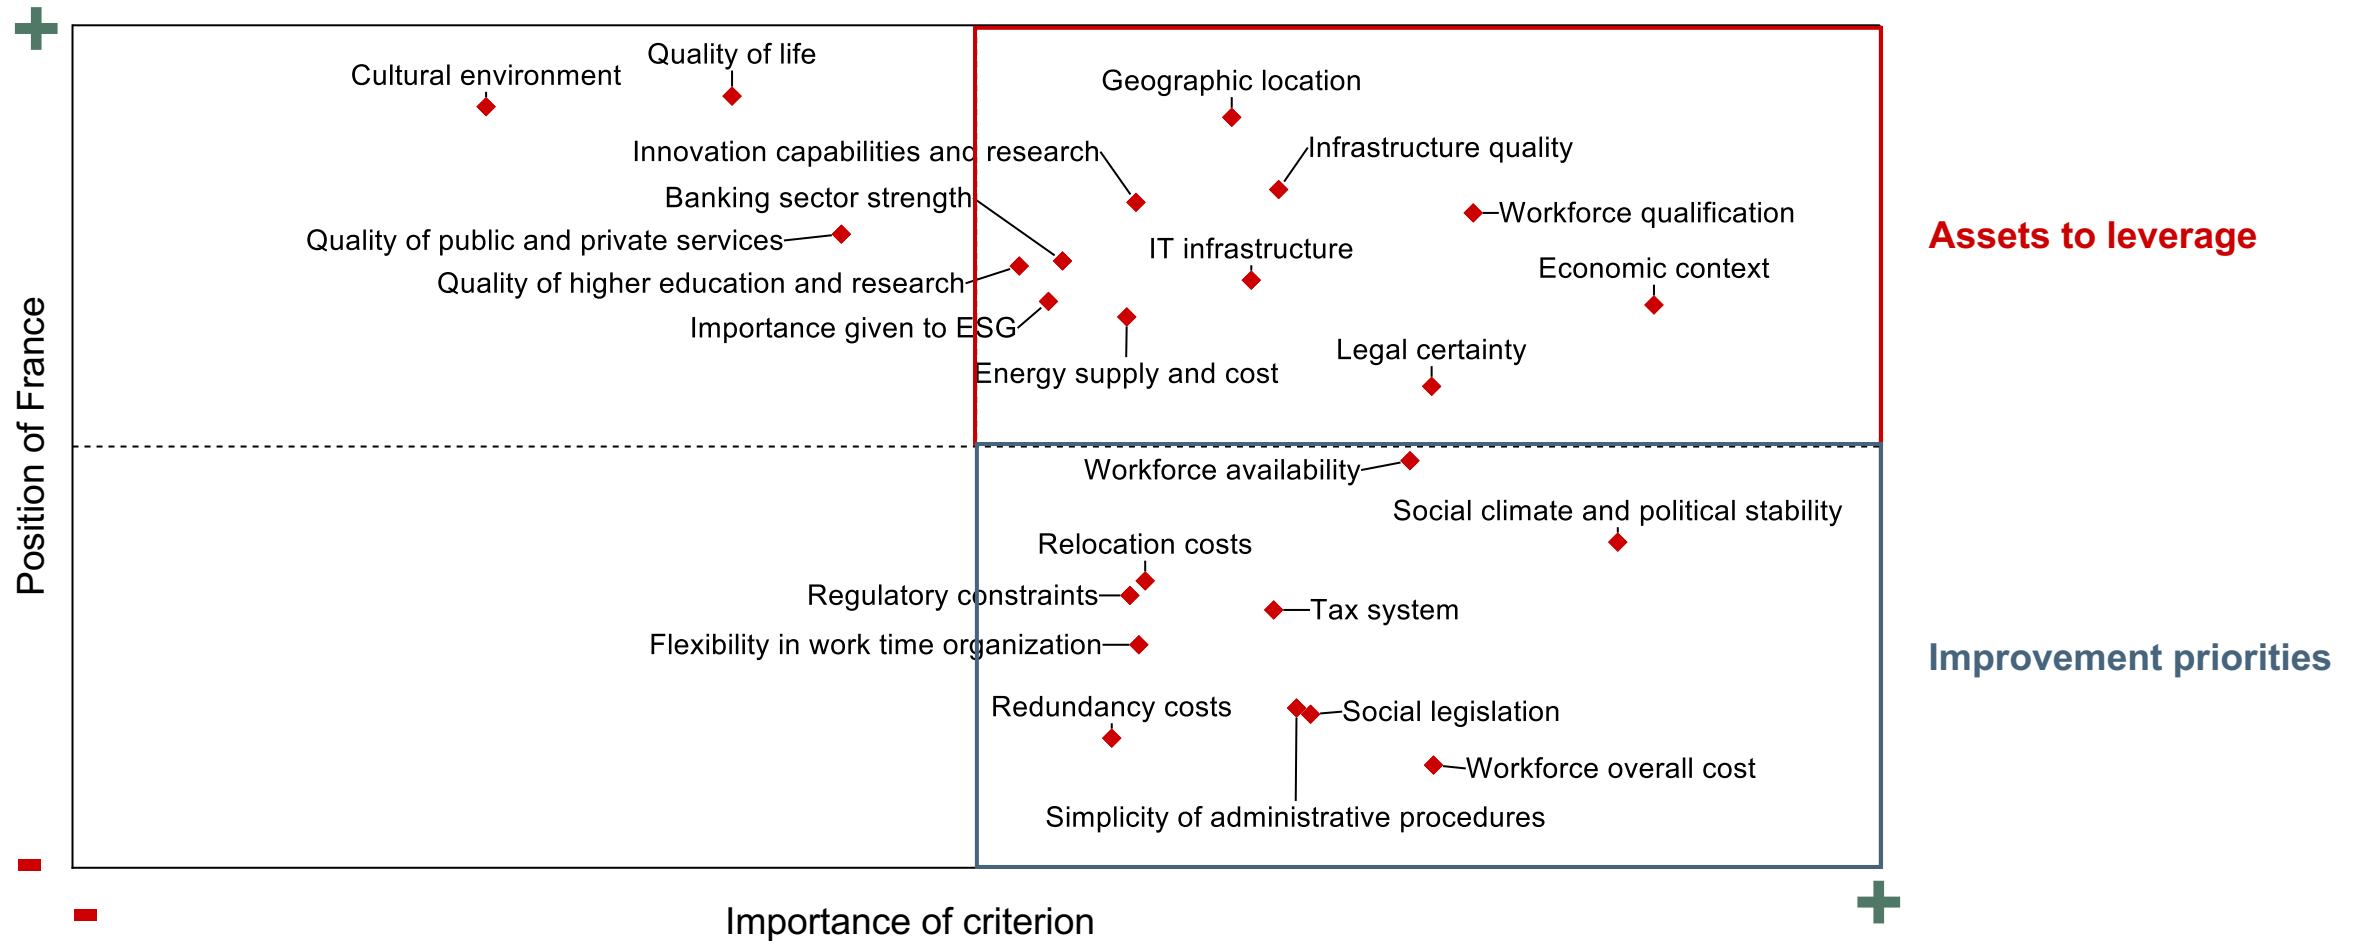 +
Quality of life
Cultural environment
Geographic location
Innovation capabilities and research
Infrastructure quality
Banking sector strength
Workforce qualification
Quality of public and private services
IT infrastructure
Assets to leverage
Economic context
Quality of higher education and research
Importance given to ESG
Legal certainty
Energy supply and cost
Position of France
Workforce availability
Social climate and political stability
Relocation costs
Regulatory constraints
Tax system
Flexibility in work time organization
Improvement priorities
Redundancy costs
Social legislation
Workforce overall cost
Simplicity of administrative procedures
-
-
+
Importance of criterion